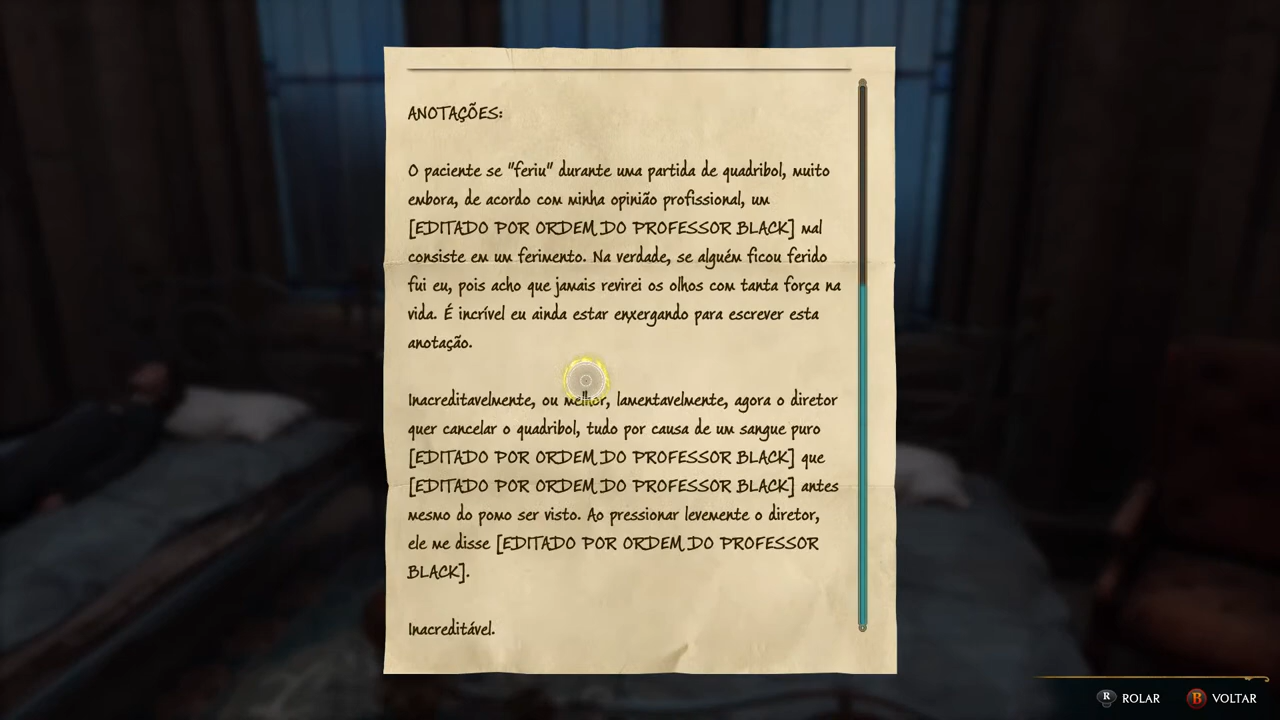 ANOTAÇÕES:
O paciente se "feriu" durante uma partida de quadribol, muito
embora, de acordo com minha opinião profissional, um
[EDITADO POR ORDEM DO PROFESSOR BLACK] mal
consiste em um ferimento. Na verdade, se alguém ficou ferido
fui eu, pois acho que jamais revirei os olhos com tanta força na
vida. É incrível eu ainda estar enxergando para escrever esta
anotação.
Inacreditavelmente, ou melhor, lamentavelmente, agora o diretor
quer cancelar o quadribol, tudo por causa de um sangue puro
[EDITADO POR ORDEM DO PROFESSOR BLACK] que
[EDITADO POR ORDEM DO PROFESSOR BLACK] antes
mesmo do pomo ser visto. Ao pressionar levemente o diretor,
ele me disse [EDITADO POR ORDEM DO PROFESSOR
BLACK].
Inacreditável.
R ROLAR B VOLTAR